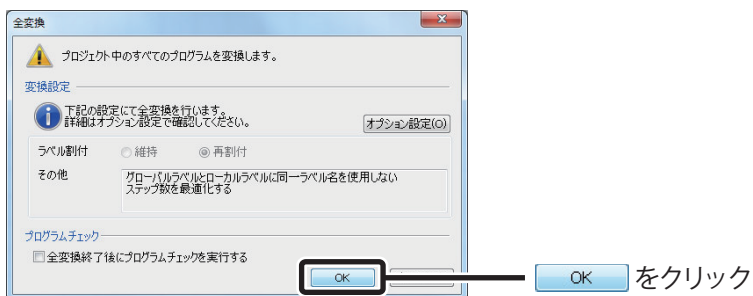 全変換
プロジェクト中のすべてのプログラムを変換します。
変換設定
下記の設定にて全変換を行います。
詳細はオプション設定で確認してください。
オプション設定(O)
ラベル割付
維持
再割付
その他
グローバルラベルとローカルラベルに同一ラベル名を使用しない
ステップ数を最適化する
プログラムチェック
全変換終了後にプログラムチェックを実行する
OK
OK をクリック